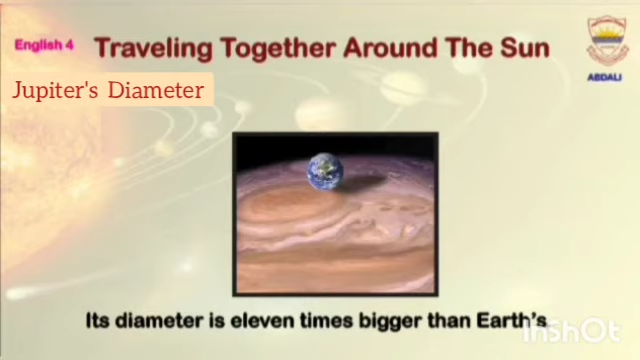 English 4
Traveling Together Around The Sun
ABDALI
Jupiter's Diameter
Its diameter is eleven times bigger than Earth's
InShOt